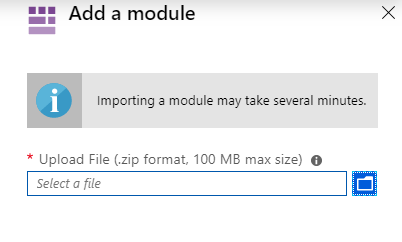 Add a module
Importing a module may take several minutes.
* Upload File (.zip format, 100 MB max size)
Select a file